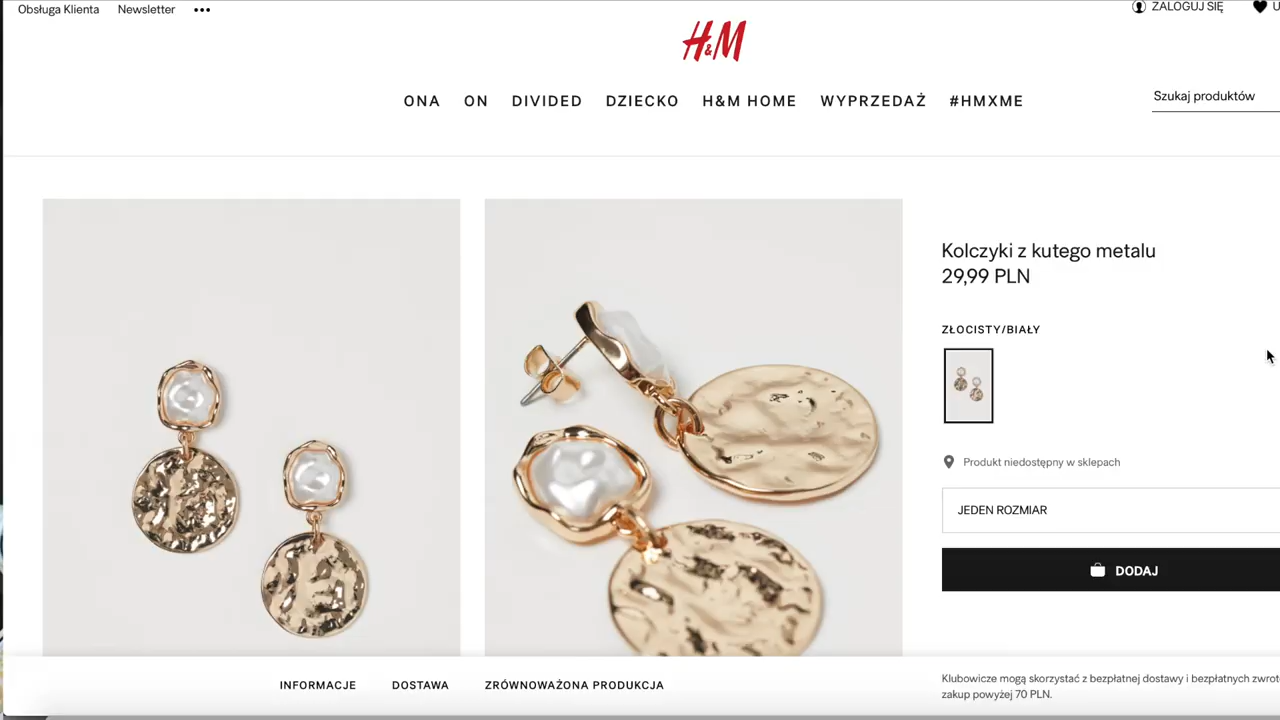 Obsługa Klienta Newsletter •••
ZALOGUJ SIĘ
H&M
ONA ON DIVIDED DZIECKO H&M HOME WYPRZEDAŻ #HMXME
Szukaj produktów
Kolczyki z kutego metalu
29,99 PLN
ZŁOCISTY/BIAŁY
Produkt niedostępny w sklepach
JEDEN ROZMIAR
DODAJ
INFORMACJE DOSTAWA ZRÓWNOWAŻONA PRODUKCJA
Klubowicze mogą skorzystać z bezpłatnej dostawy i bezpłatnych
zakup powyżej 70 PLN.